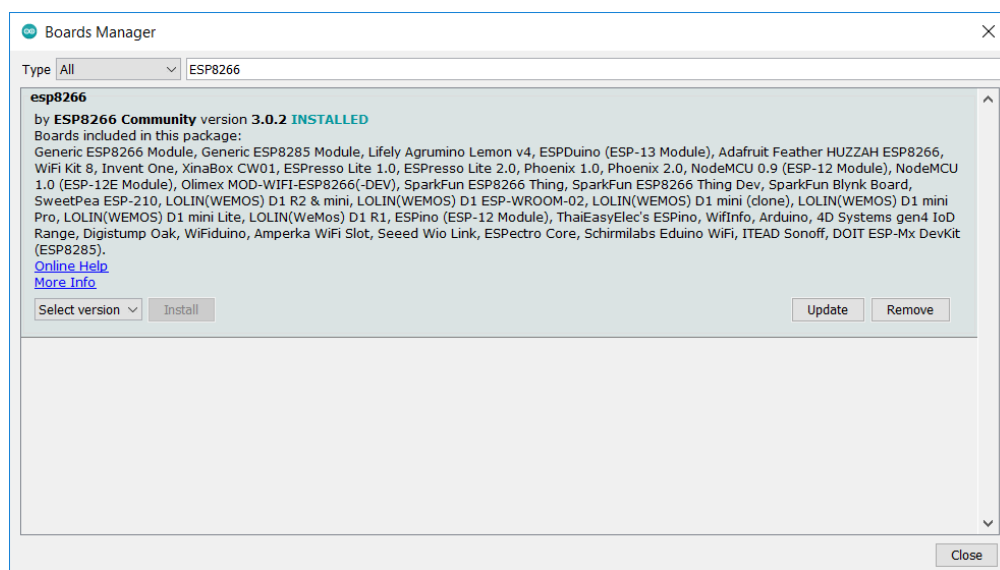 Boards Manager
Type All ESP8266
esp8266
by ESP8266 Community version 3.0.2 INSTALLED
Boards included in this package:
Generic ESP8266 Module, Generic ESP8285 Module, Lifely Agrumino Lemon v4, ESPDuino (ESP-13 Module), Adafruit Feather HUZZAH ESP8266,
WiFi Kit 8, Invent One, XinaBox CW01, ESPresso Lite 1.0, ESPresso Lite 2.0, Phoenix 1.0, Phoenix 2.0, NodeMCU 0.9 (ESP-12 Module), NodeMCU
1.0 (ESP-12E Module), Olimex MOD-WIFI-ESP8266(-DEV), SparkFun ESP8266 Thing, SparkFun ESP8266 Thing Dev, SparkFun Blynk Board,
SweetPea ESP-210, LOLIN(WEMOS) D1 R2 & mini, LOLIN(WEMOS) D1 ESP-WROOM-02, LOLIN(WEMOS) D1 mini (clone), LOLIN(WEMOS) D1 mini
Pro, LOLIN(WEMOS) D1 mini Lite, LOLIN(WeMos) D1 R1, ESPino (ESP-12 Module), ThaiEasyElec's ESPino, WifInfo, Arduino, 4D Systems gen4 IoD
Range, Digistump Oak, WiFiduino, Amperka WiFi Slot, Seeed Wio Link, ESPectro Core, Schirmilabs Eduino WiFi, ITEAD Sonoff, DOIT ESP-Mx DevKit
(ESP8285).
Online Help
More Info
Select version Install Update Remove
Close